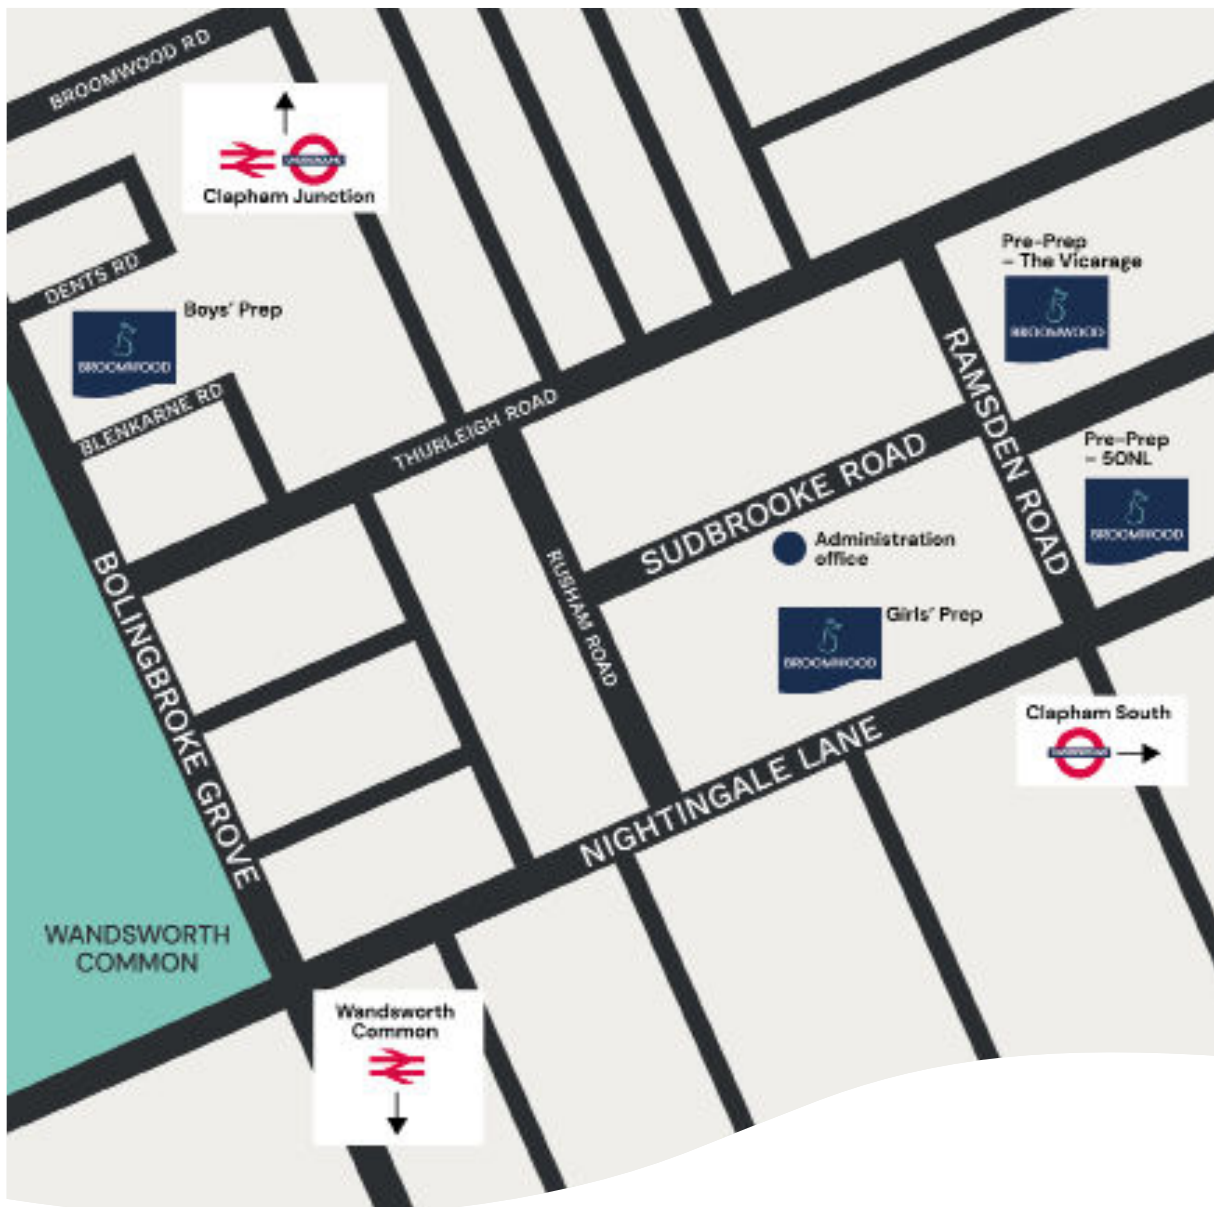 BROOMWOOD RD
Clapham Junction
DENTS RD
Boys' Prep
BROOMWOOD
BLENKARNE RD
THURLEIGH ROAD
Pre-Prep
– The Vicarage
BROOMWOOD
RAMSDEN ROAD
Pre-Prep
– 50NL
BROOMWOOD
SUDBROOKE ROAD
Administration
office
RUSHAM ROAD
Girls' Prep
BROOMWOOD
BOLINGBROKE GROVE
NIGHTINGALE LANE
Clapham South
WANDSWORTH
COMMON
Wandsworth
Common